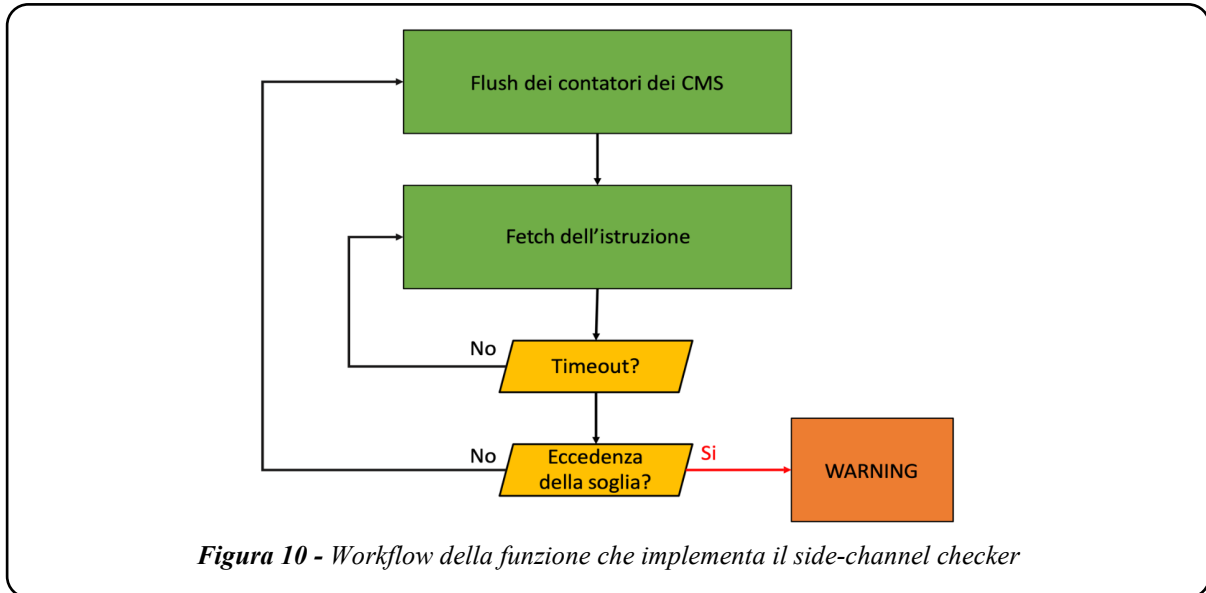 Flush dei contatori dei CMS
Fetch dell’istruzione
No
Timeout?
No
Eccedenza
della soglia?
Si
WARNING
Figura 10 - Workflow della funzione che implementa il side-channel checker